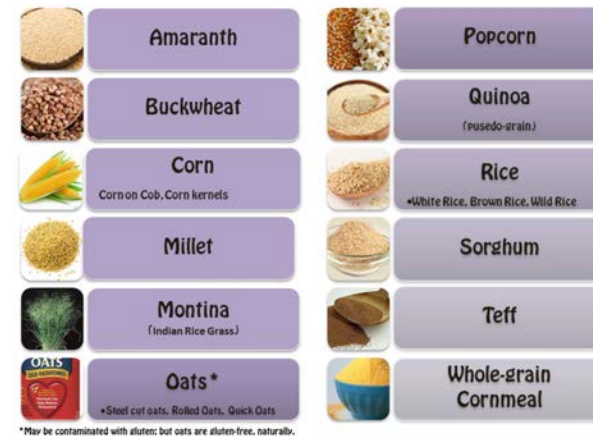 Amaranth
Buckwheat
Corn
Corn on Cob, Corn kernels
Millet
Montina
(Indian Rice Grass)
OATS
OLD FASHIONED
Oats*
•Steel cut oats, Rolled Oats, Quick Oats
*May be contaminated with gluten; but oats are gluten-free, naturally.
Popcorn
Quinoa
(pusedo-grain)
Rice
•White Rice, Brown Rice, Wild Rice
Sorghum
Teff
Whole-grain
Cornmeal